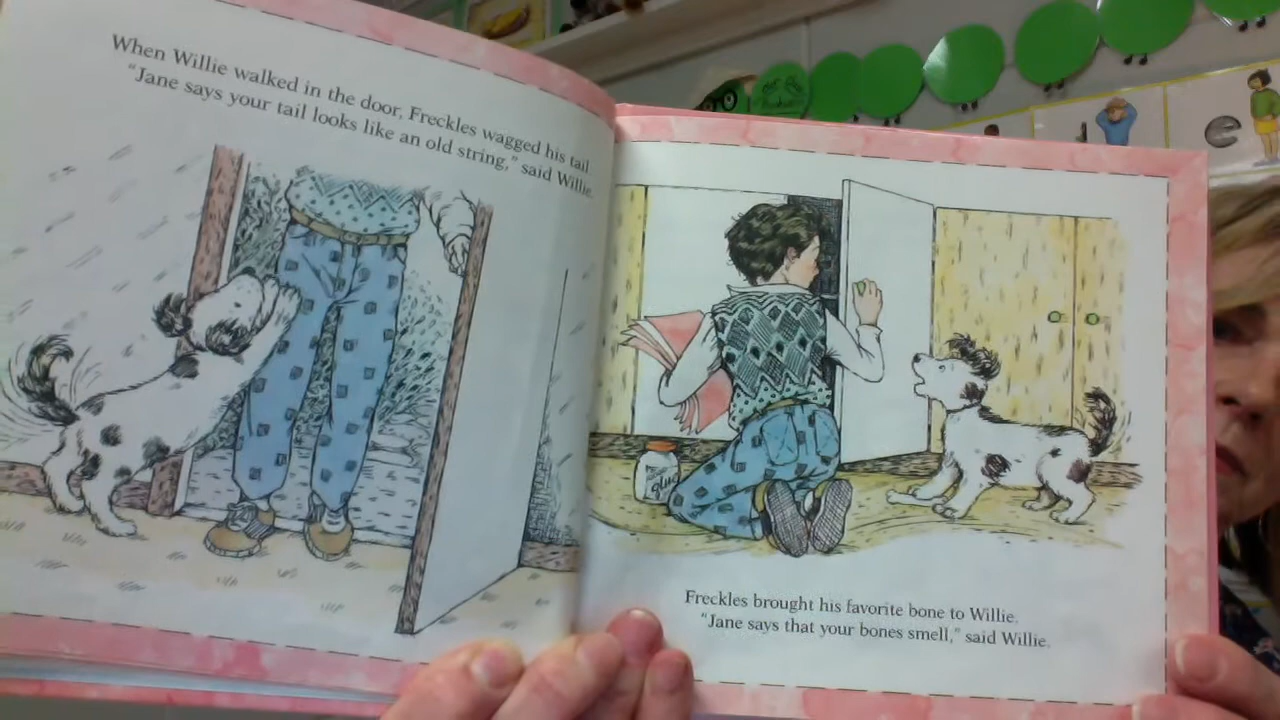 When Willie walked in the door, Freckles wagged his tail.
"Jane says your tail looks like an old string," said Willie.
Glue
Freckles brought his favorite bone to Willie.
"Jane says that your bones smell," said Willie.
d
e